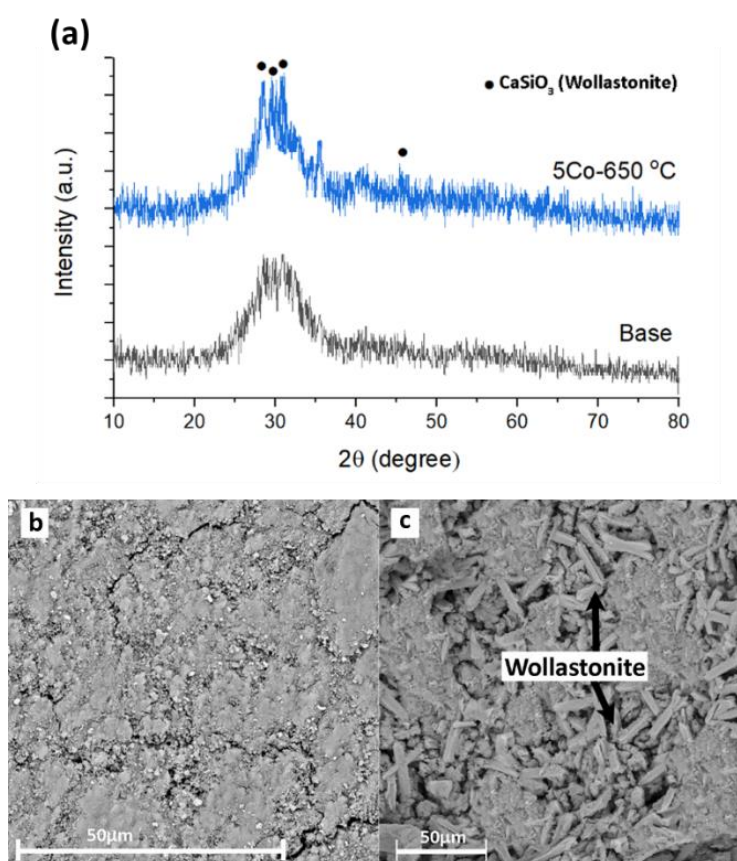 (a)
● CaSiO₃ (Wollastonite)
5Co-650 °C
Intensity (a.u.)
Base
10 20 30 40 50 60 70 80
2θ (degree)
b
c
Wollastonite
50μm
50μm